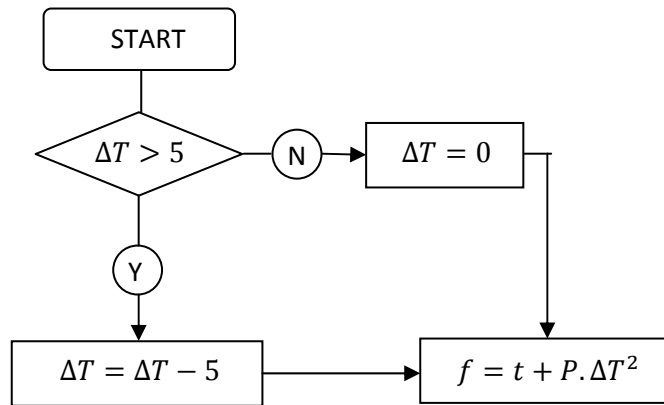 START
ΔT > 5
N
ΔT = 0
Y
ΔT = ΔT − 5
f = t + P.ΔT²